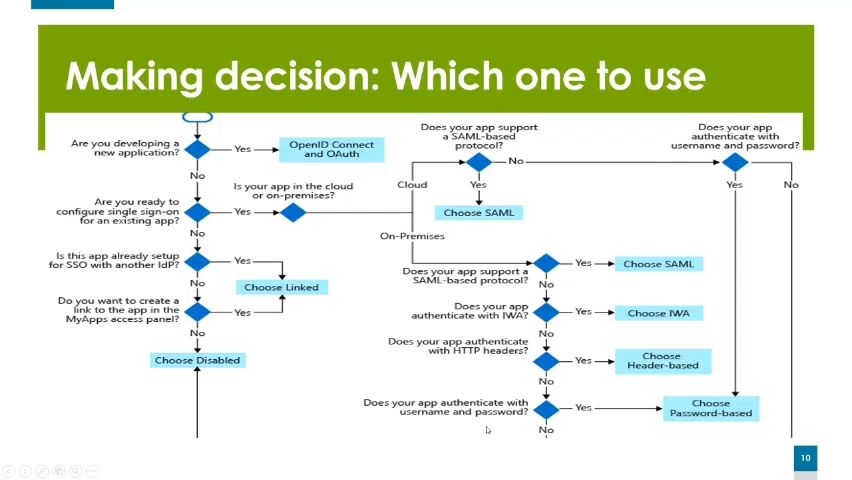 Making decision: Which one to use
Are you developing a
new application?
Yes
OpenID Connect
and OAuth
No
Are you ready to
configure single sign-on
for an existing app?
Yes
Is your app in the cloud
or on-premises?
No
Is this app already setup
for SSO with another IdP?
Yes
Choose Linked
No
Do you want to create a
link to the app in the
MyApps access panel?
Yes
No
Choose Disabled
Cloud
Does your app support
a SAML-based
protocol?
No
Yes
Choose SAML
Does your app
authenticate with
username and password?
Yes
No
On-Premises
Does your app support a
SAML-based protocol?
Yes
Choose SAML
No
Does your app
authenticate with IWA?
Yes
Choose IWA
No
Does your app authenticate
with HTTP headers?
Yes
Choose
Header-based
No
Does your app authenticate with
username and password?
Yes
Choose
Password-based
No
10